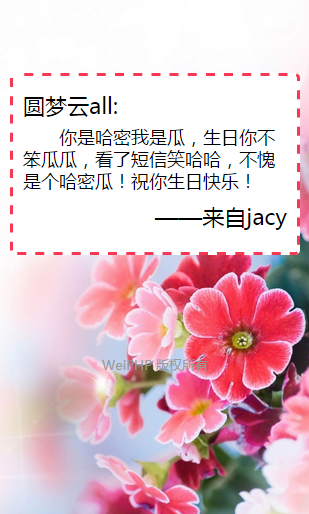 圆梦云all:
你是哈密我是瓜，生日你不
笨瓜瓜，看了短信笑哈哈，不愧
是个哈密瓜！祝你生日快乐！
——来自jacy
WeiPHP 版权所有